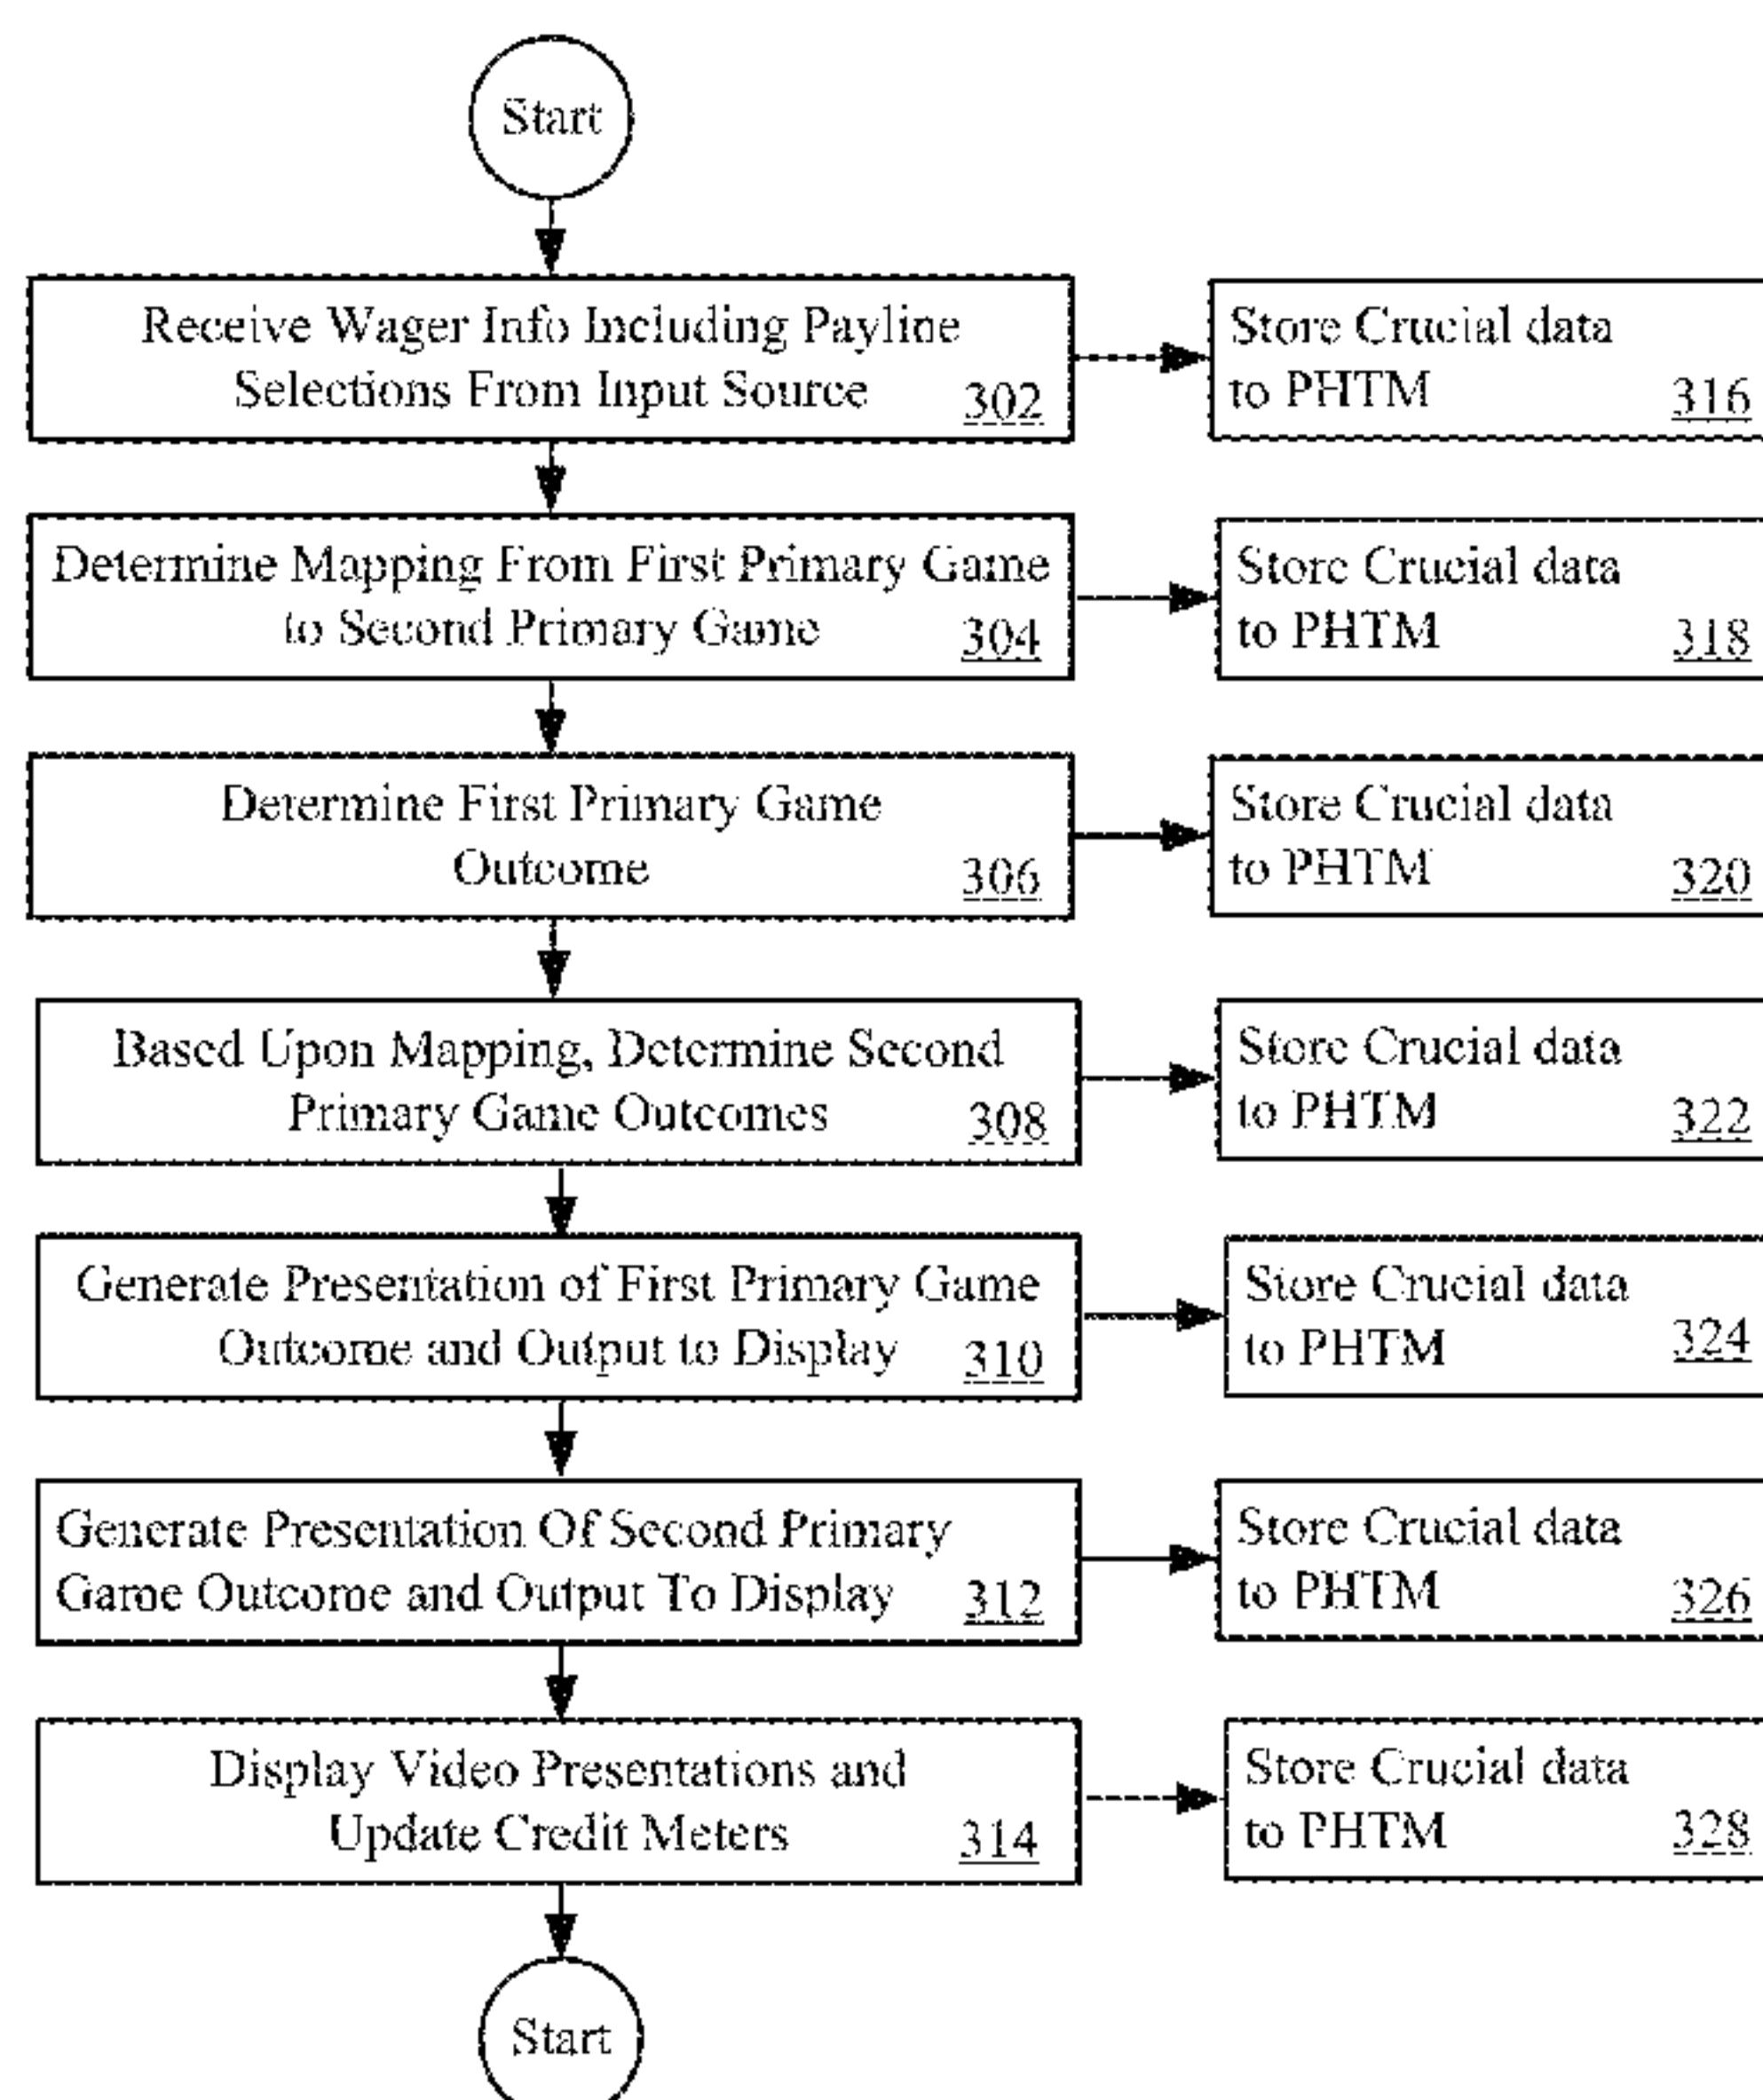 Start
Receive Wager Info Including Payline
Selections From Input Source 302
Store Crucial data
to PHTM 316
Determine Mapping From First Primary Game
to Second Primary Game 304
Store Crucial data
to PHTM 318
Determine First Primary Game
Outcome 306
Store Crucial data
to PHTM 320
Based Upon Mapping, Determine Second
Primary Game Outcomes 308
Store Crucial data
to PHTM 322
Generate Presentation of First Primary Game
Outcome and Output to Display 310
Store Crucial data
to PHTM 324
Generate Presentation Of Second Primary
Game Outcome and Output To Display 312
Store Crucial data
to PHTM 326
Display Video Presentations and
Update Credit Meters 314
Store Crucial data
to PHTM 328
Start